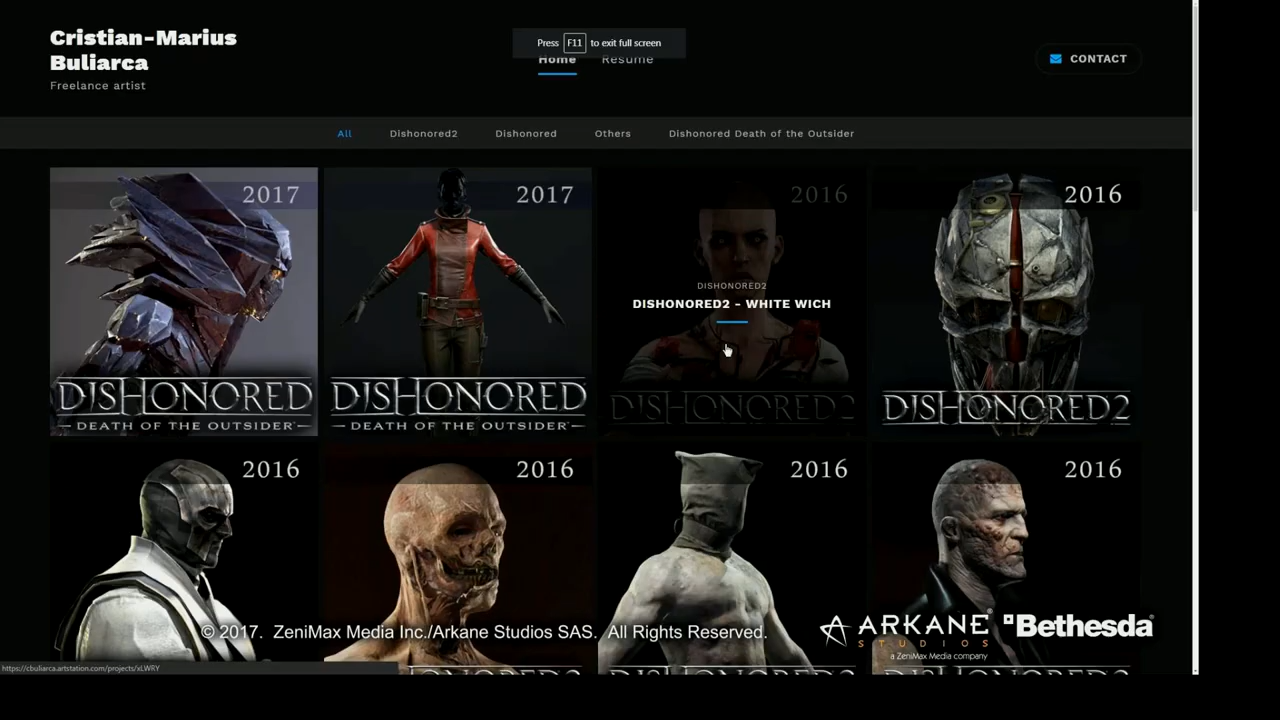 Cristian-Marius
Buliarca
Freelance artist
Press F11 to exit full screen
Home Resume
CONTACT
All Dishonored2 Dishonored Others Dishonored Death of the Outsider
2017 2017 2016 2016
DISHONORED2
DISHONORED2 - WHITE WICH
DISHONORED DISHONORED DISHONORED2 DISHONORED2
DEATH OF THE OUTSIDER DEATH OF THE OUTSIDER
2016 2016 2016 2016
© 2017. ZeniMax Media Inc./Arkane Studios SAS. All Rights Reserved.
ARKANE® Bethesda®
STUDIOS
a ZeniMax Media company
https://cbuliarca.artstation.com/projects/xLWRY